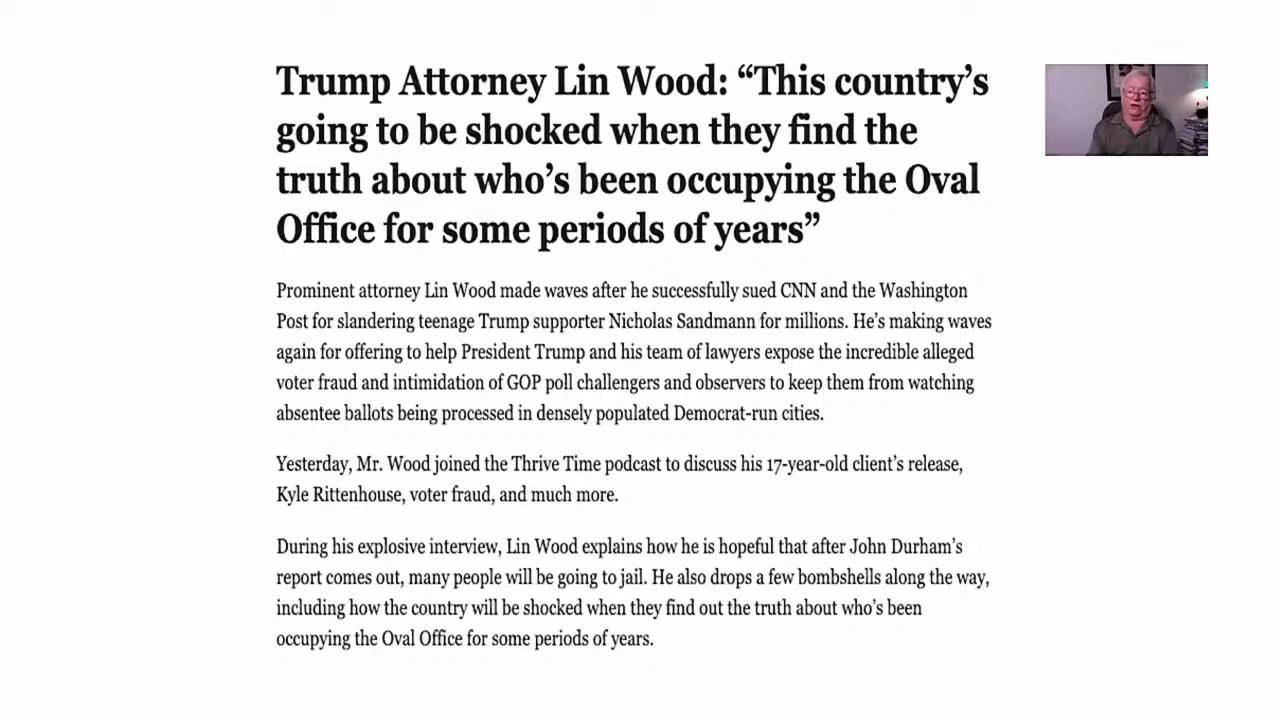 Trump Attorney Lin Wood: “This country’s
going to be shocked when they find the
truth about who’s been occupying the Oval
Office for some periods of years”
Prominent attorney Lin Wood made waves after he successfully sued CNN and the Washington
Post for slandering teenage Trump supporter Nicholas Sandmann for millions. He’s making waves
again for offering to help President Trump and his team of lawyers expose the incredible alleged
voter fraud and intimidation of GOP poll challengers and observers to keep them from watching
absentee ballots being processed in densely populated Democrat-run cities.
Yesterday, Mr. Wood joined the Thrive Time podcast to discuss his 17-year-old client’s release,
Kyle Rittenhouse, voter fraud, and much more.
During his explosive interview, Lin Wood explains how he is hopeful that after John Durham’s
report comes out, many people will be going to jail. He also drops a few bombshells along the way,
including how the country will be shocked when they find out the truth about who’s been
occupying the Oval Office for some periods of years.